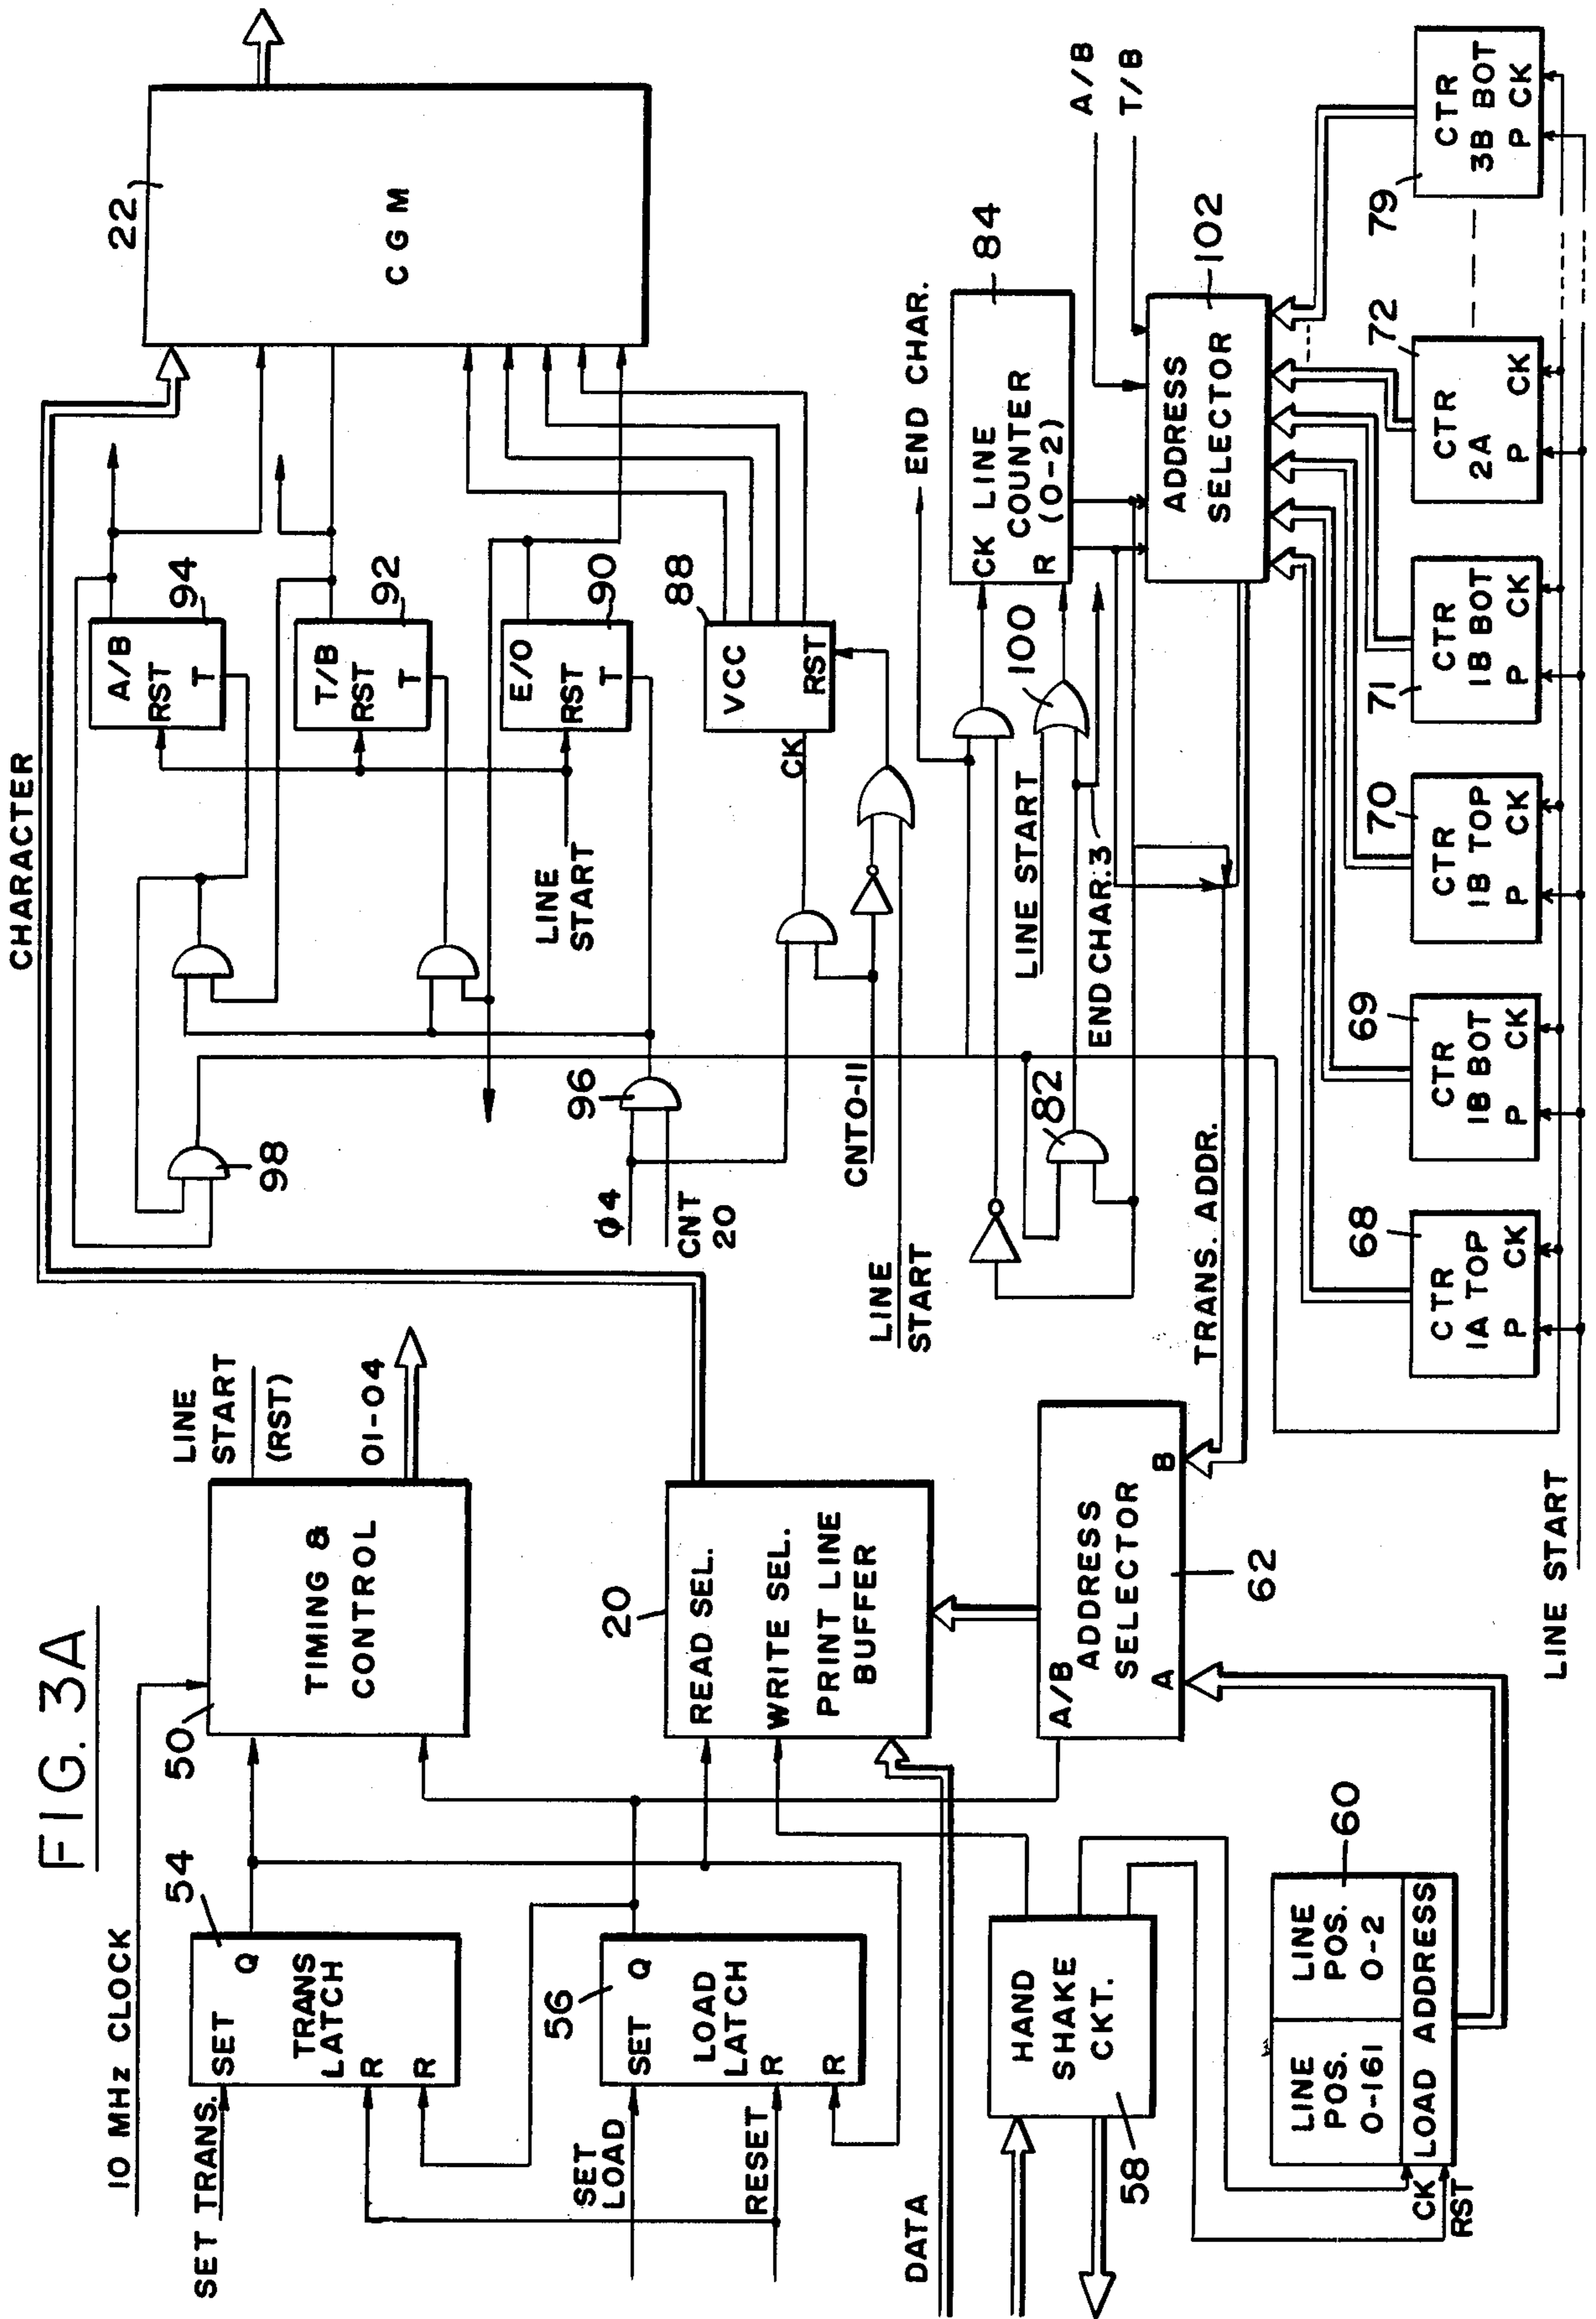 FIG. 3A
10 MHz CLOCK
SET TRANS.
SET Q
TRANS
LATCH
R
R
54
50
TIMING &
CONTROL
LINE
START
(RST)
01-04
SET
LOAD
RESET
56
SET Q
LOAD
LATCH
R
R
20
READ SEL.
WRITE SEL.
PRINT LINE
BUFFER
DATA
HAND
SHAKE
CKT.
58
A/B
ADDRESS
SELECTOR
A
B
62
LINE
POS.
0-161
LINE
POS.
0-2
60
LOAD ADDRESS
CK
RST
CHARACTER
98
96
Ø4
CNT
20
A/B
RST
T
94
T/B
RST
T
92
E/O
RST
T
90
LINE
START
88
VCC
CK
RST
CNTO-11
LINE
START
22
CGM
END CHAR.
82
LINE START
END CHAR.3
100
CK LINE
COUNTER
R (0-2)
84
A/B
T/B
ADDRESS
SELECTOR
102
TRANS. ADDR.
68
CTR
1A TOP
P CK
69
CTR
1B BOT
P CK
70
CTR
1B TOP
P CK
71
CTR
1B BOT
P CK
72
CTR
2A
P CK
79
CTR
3B BOT
P CK
LINE START